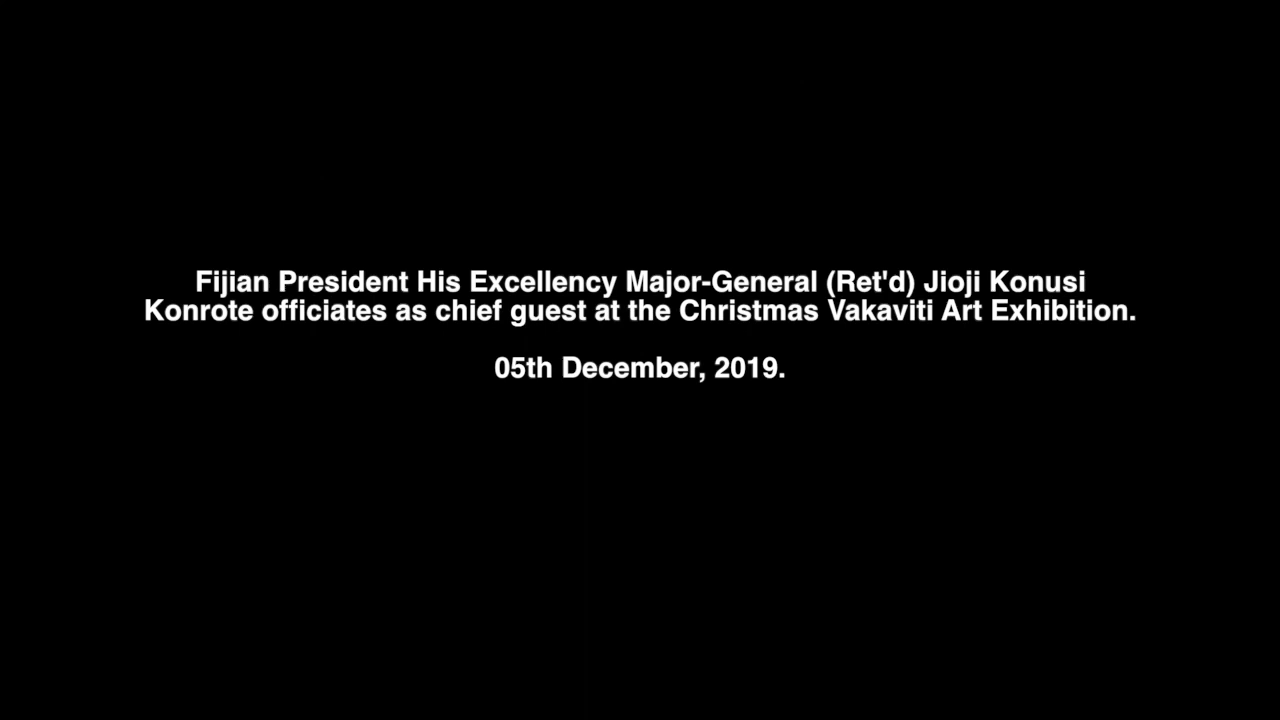 Fijian President His Excellency Major-General (Ret'd) Jioji Konusi
Konrote officiates as chief guest at the Christmas Vakaviti Art Exhibition.
05th December, 2019.